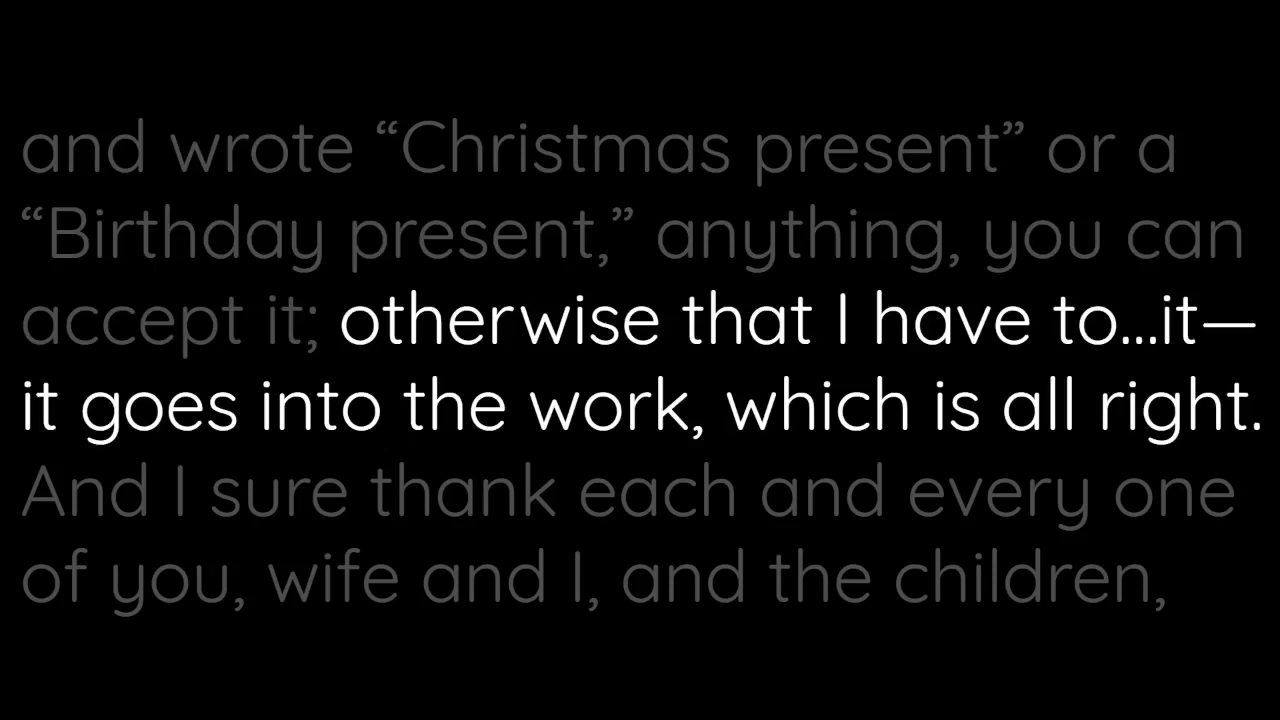 and wrote “Christmas present” or a
“Birthday present,” anything, you can
accept it; otherwise that I have to...it—
it goes into the work, which is all right.
And I sure thank each and every one
of you, wife and I, and the children,